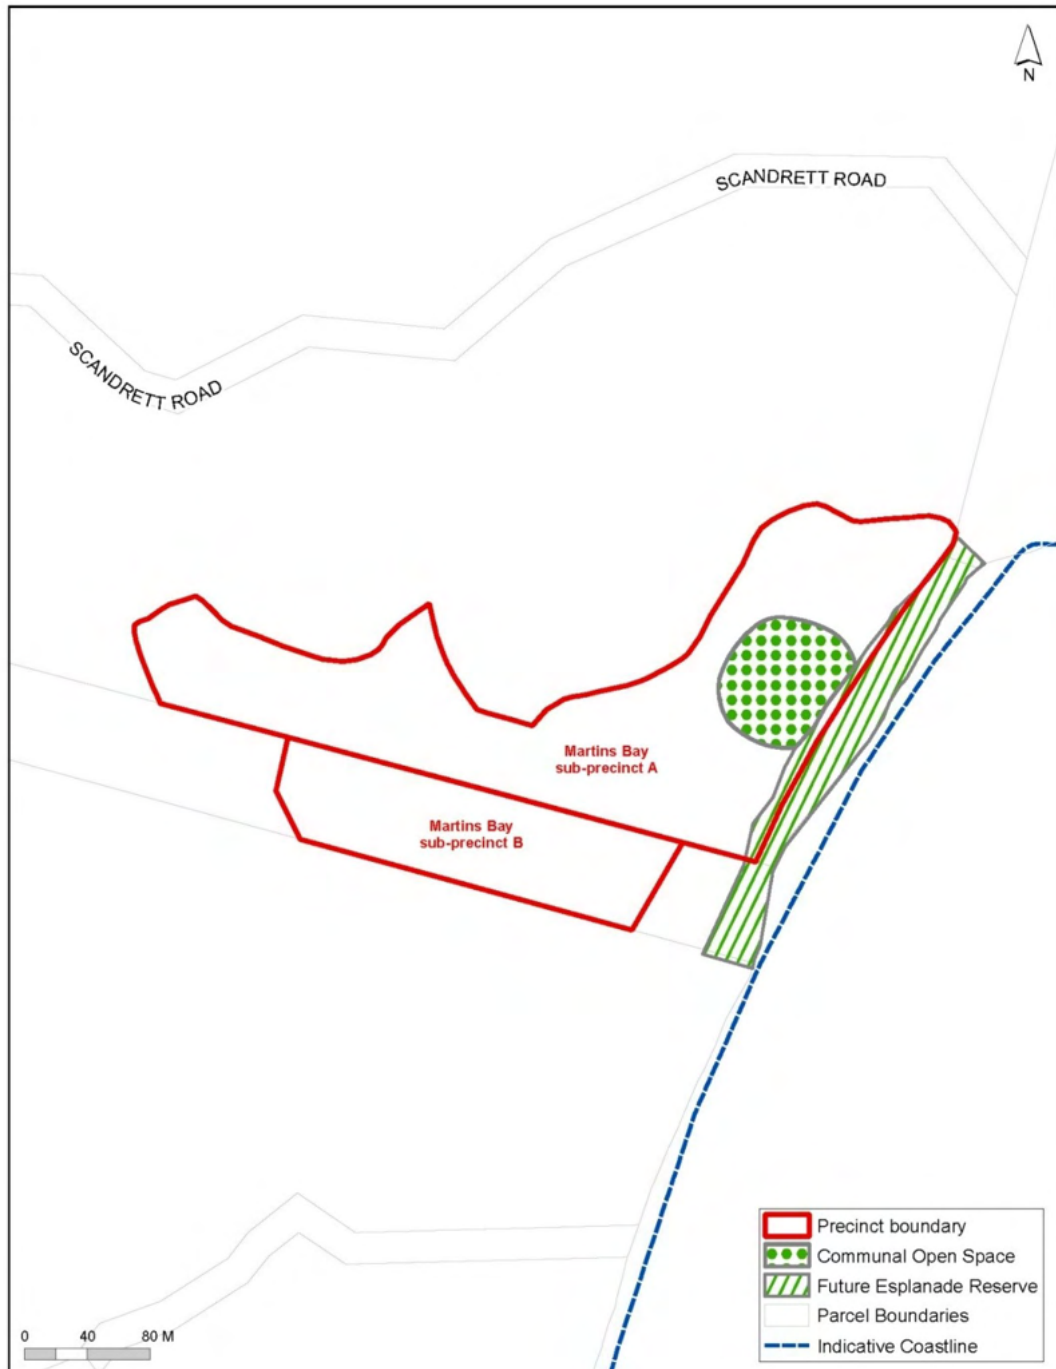 N
SCANDRETT ROAD
SCANDRETT ROAD
Martins Bay
sub-precinct A
Martins Bay
sub-precinct B
Precinct boundary
Communal Open Space
Future Esplanade Reserve
Parcel Boundaries
Indicative Coastline
0 40 80 M